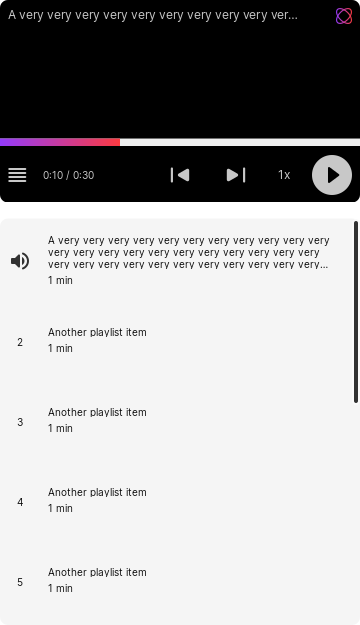 A very very very very very very very very very ver...
0:10 / 0:30
1x
A very very very very very very very very very very very
very very very very very very very very very very very
very very very very very very very very very very very...
1 min
2
Another playlist item
1 min
3
Another playlist item
1 min
4
Another playlist item
1 min
5
Another playlist item
1 min